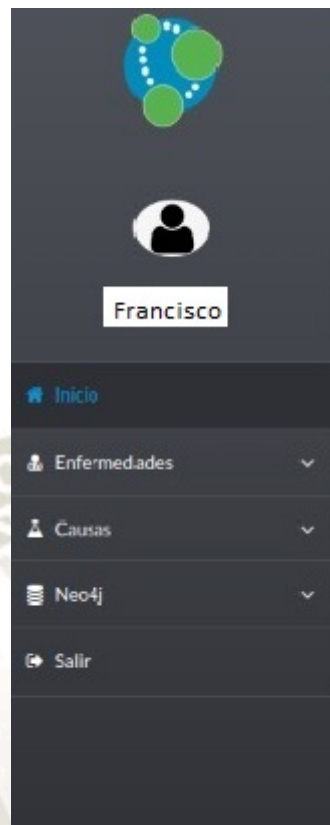 Francisco
Inicio
Enfermedades
Causas
Neo4j
Salir